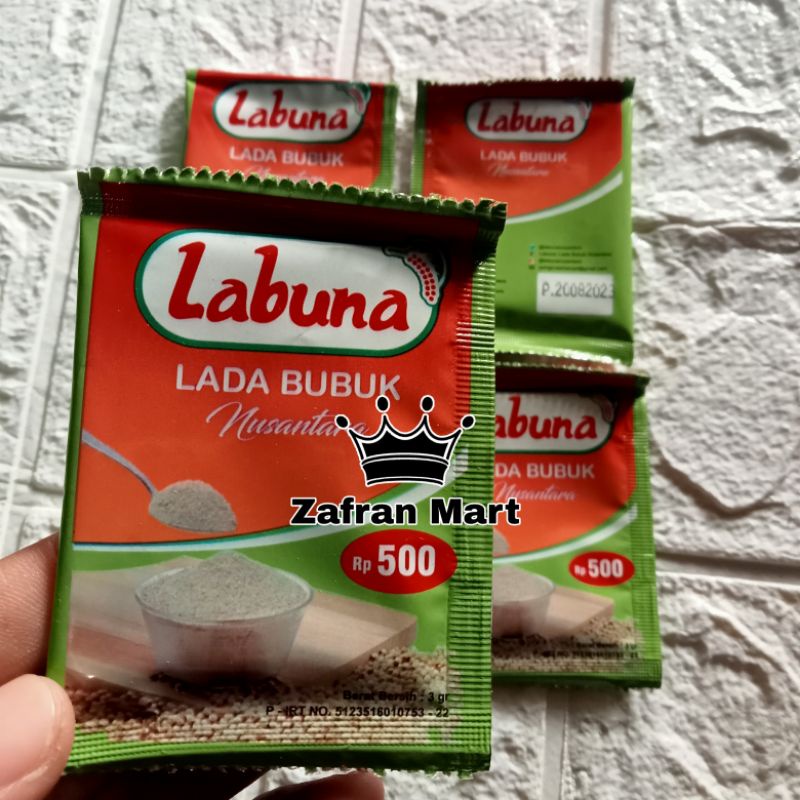 Labuna
LADA BUBUK
Nusantara
Labuna
LADA BUBUK
Nusantara
P.20082023
Labuna
LADA BUBUK
Nusantara
Rp 500
Berat Bersih : 3 gr
P - IRT NO. 5123516010753 - 22
Zafran Mart
abuna
DA BUBUK
Nusantara
Rp 500